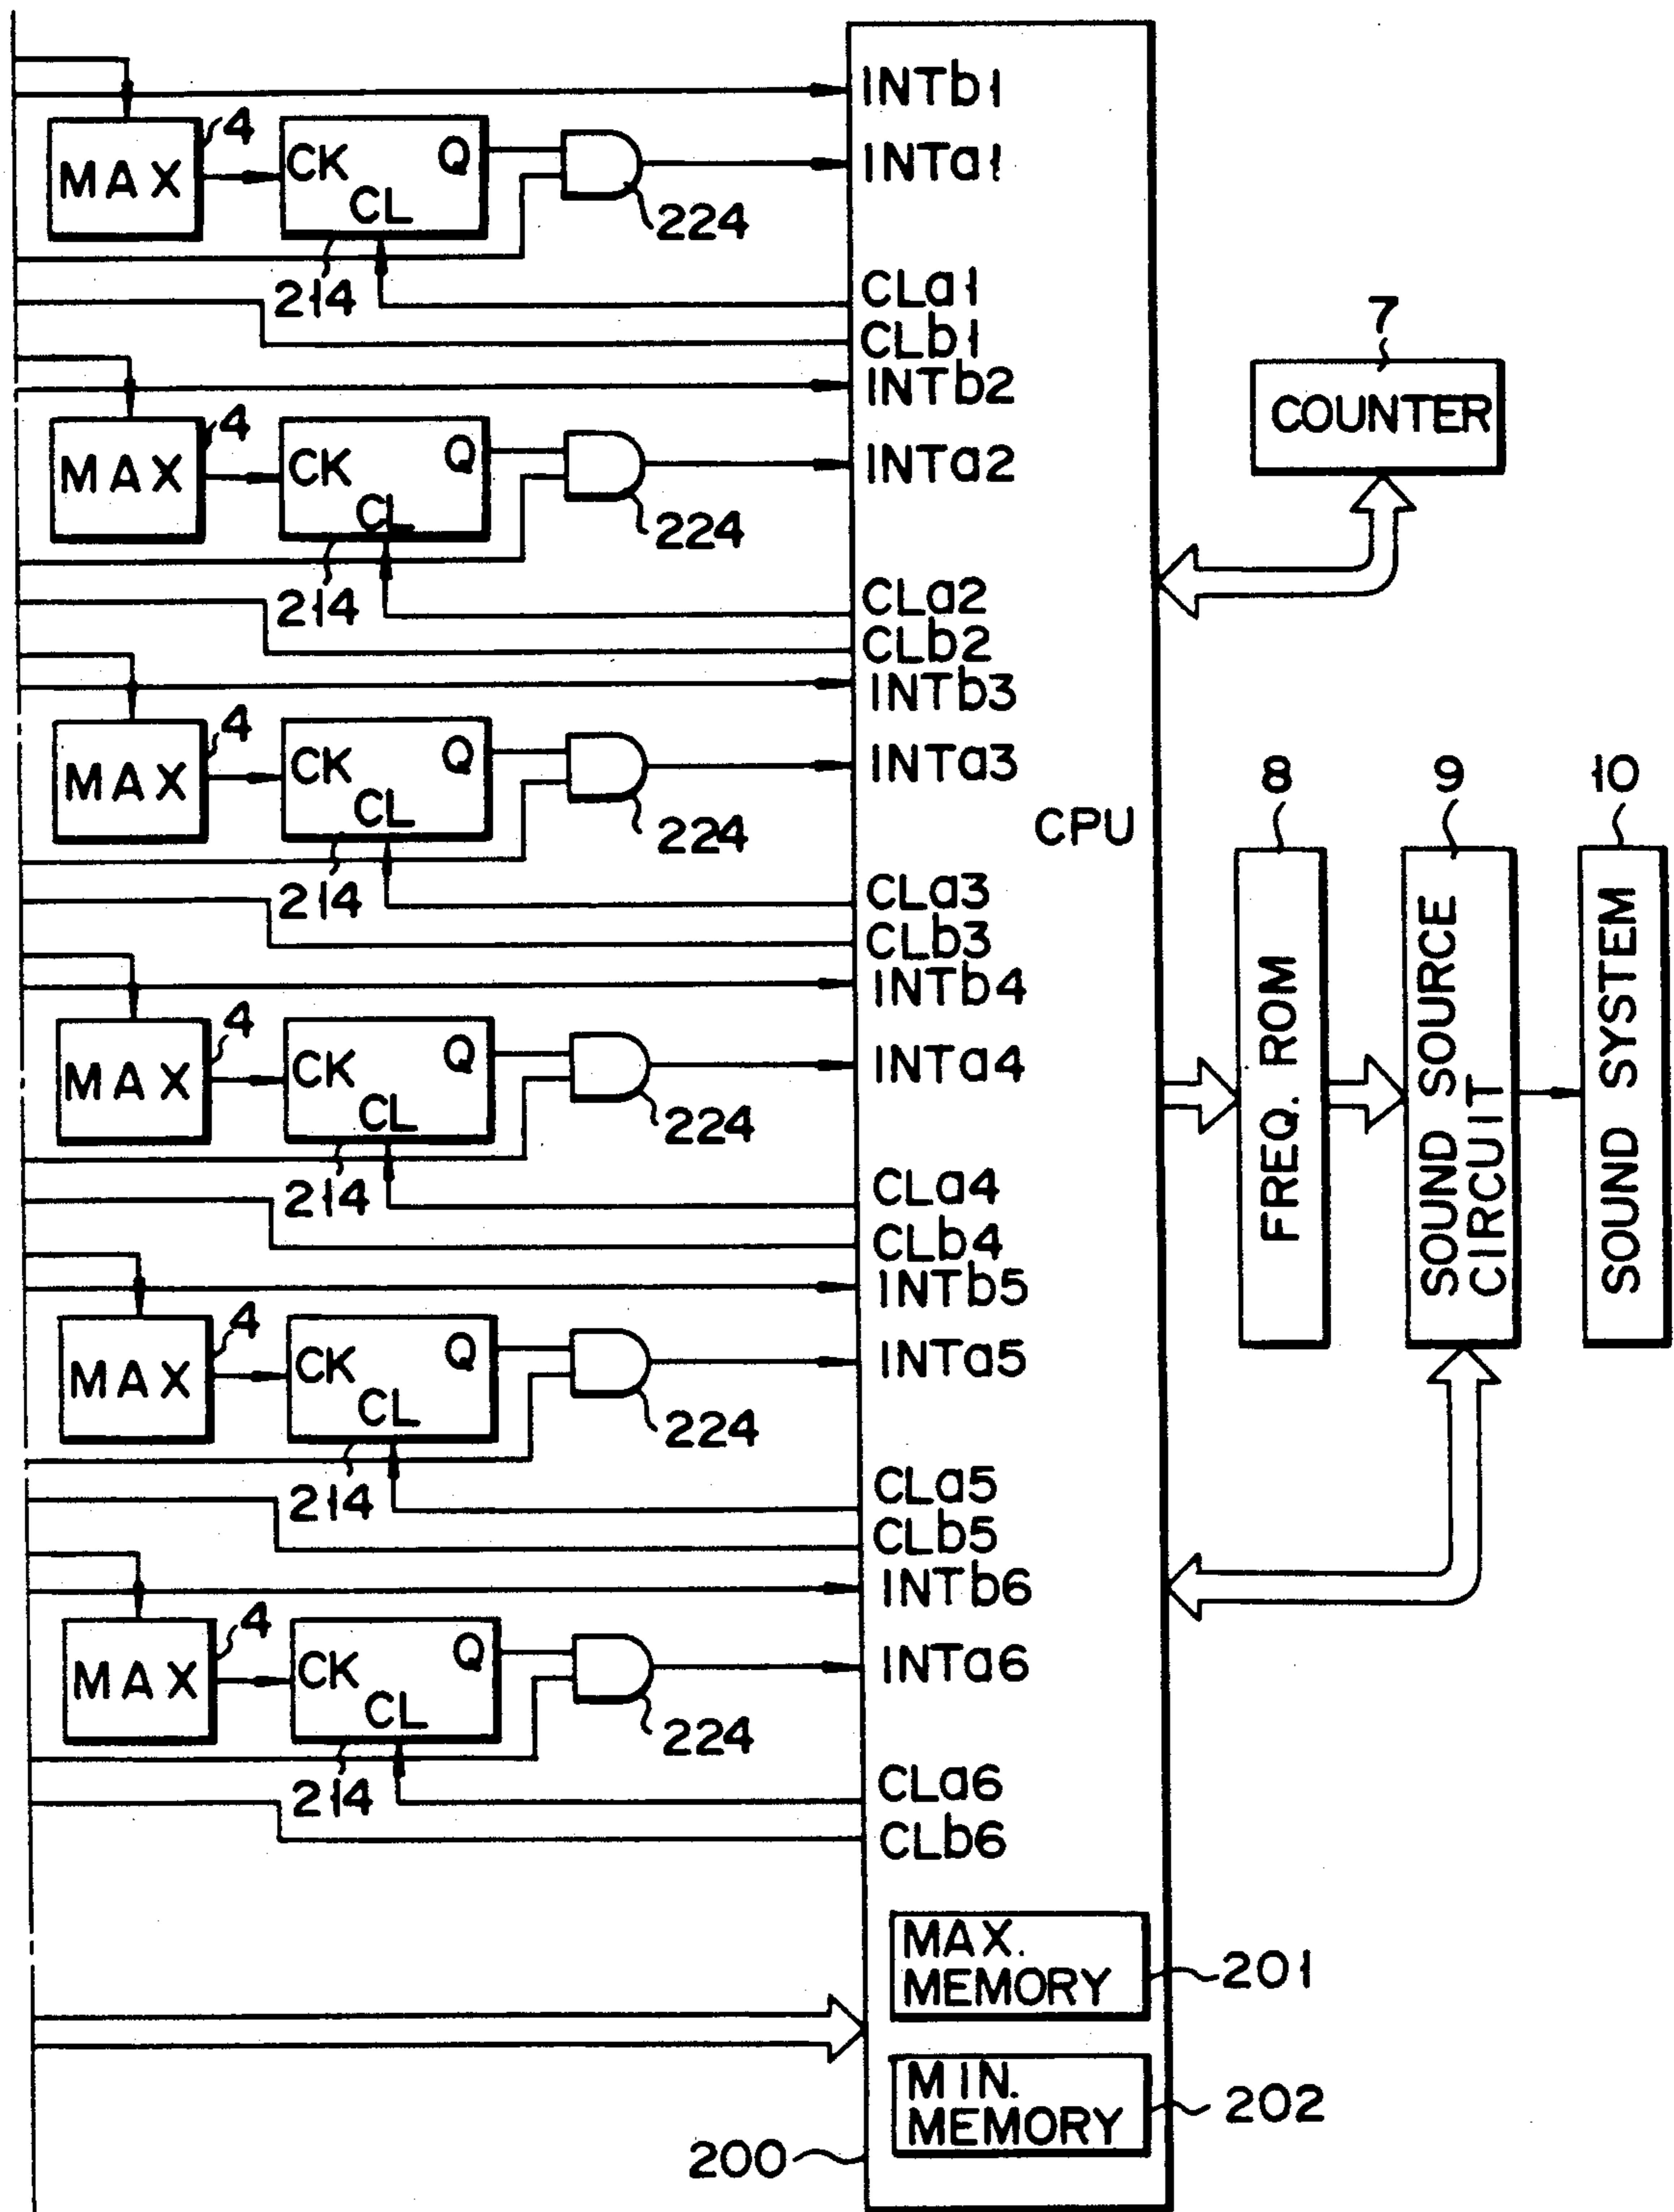 INTb1
4
MAX
CK
Q
CL
INTa1
224
214
CLa1
CLb1
INTb2
4
MAX
CK
Q
CL
INTa2
224
214
CLa2
CLb2
INTb3
4
MAX
CK
Q
CL
INTa3
224
214
CLa3
CLb3
INTb4
4
MAX
CK
Q
CL
INTa4
224
214
CLa4
CLb4
INTb5
4
MAX
CK
Q
CL
INTa5
224
214
CLa5
CLb5
INTb6
4
MAX
CK
Q
CL
INTa6
224
214
CLa6
CLb6
CPU
MAX.
MEMORY
201
MIN.
MEMORY
202
200
7
COUNTER
8
FREQ. ROM
9
SOUND SOURCE
CIRCUIT
10
SOUND SYSTEM